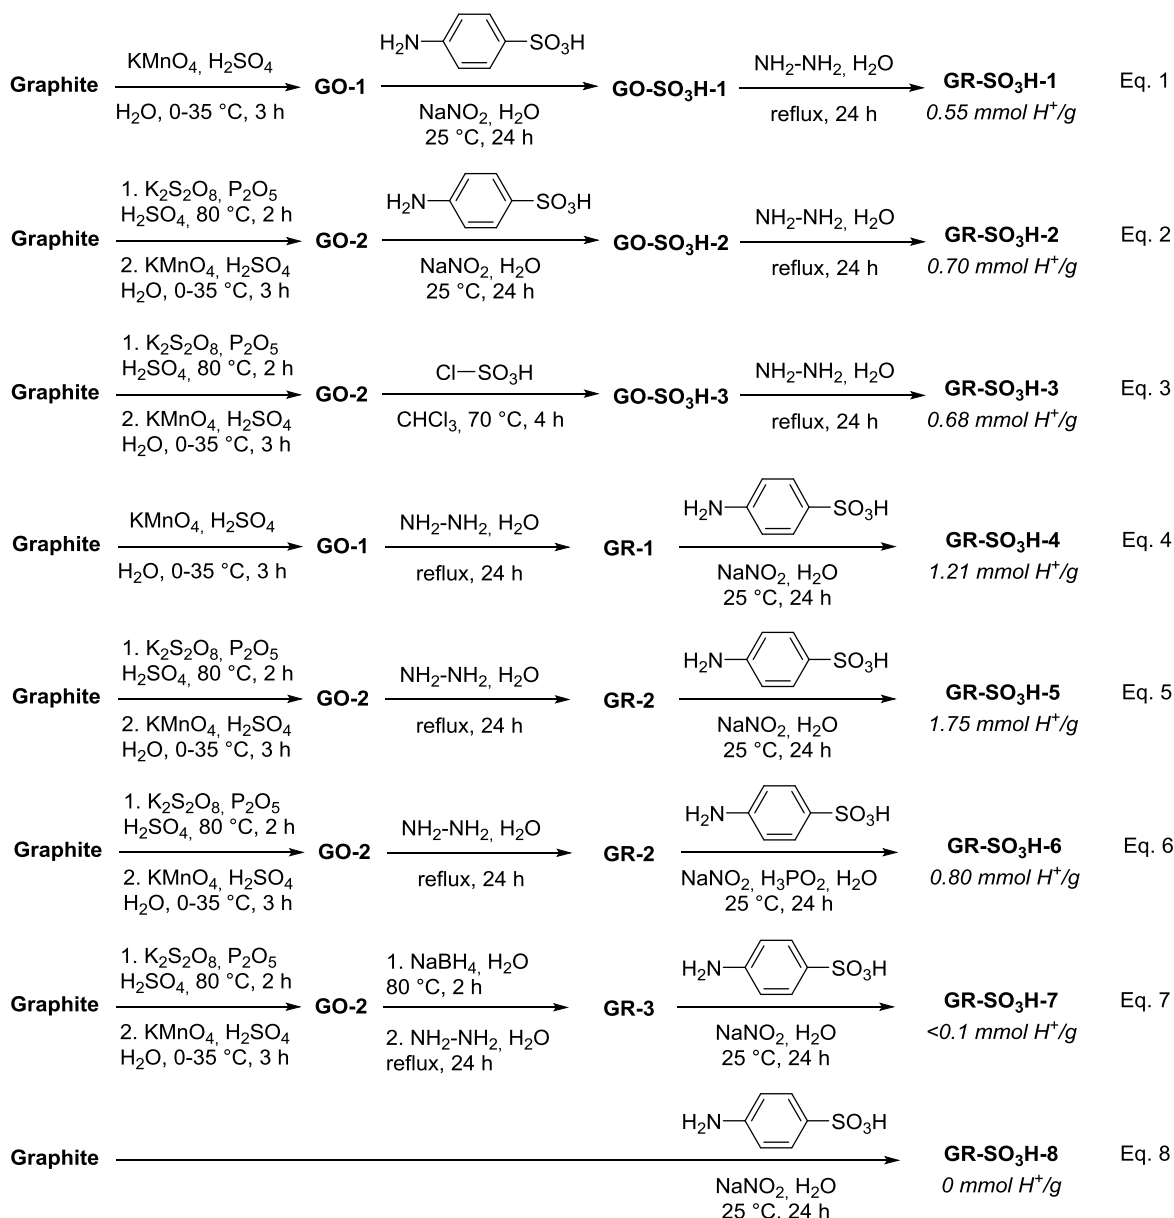 Graphite
KMnO4, H2SO4
H2O, 0-35 °C, 3 h
GO-1
H2N
SO3H
NaNO2, H2O
25 °C, 24 h
GO-SO3H-1
NH2-NH2, H2O
reflux, 24 h
GR-SO3H-1
0.55 mmol H+/g
Eq. 1
Graphite
1. K2S2O8, P2O5
H2SO4, 80 °C, 2 h
2. KMnO4, H2SO4
H2O, 0-35 °C, 3 h
GO-2
H2N
SO3H
NaNO2, H2O
25 °C, 24 h
GO-SO3H-2
NH2-NH2, H2O
reflux, 24 h
GR-SO3H-2
0.70 mmol H+/g
Eq. 2
Graphite
1. K2S2O8, P2O5
H2SO4, 80 °C, 2 h
2. KMnO4, H2SO4
H2O, 0-35 °C, 3 h
GO-2
Cl—SO3H
CHCl3, 70 °C, 4 h
GO-SO3H-3
NH2-NH2, H2O
reflux, 24 h
GR-SO3H-3
0.68 mmol H+/g
Eq. 3
Graphite
KMnO4, H2SO4
H2O, 0-35 °C, 3 h
GO-1
NH2-NH2, H2O
reflux, 24 h
GR-1
H2N
SO3H
NaNO2, H2O
25 °C, 24 h
GR-SO3H-4
1.21 mmol H+/g
Eq. 4
Graphite
1. K2S2O8, P2O5
H2SO4, 80 °C, 2 h
2. KMnO4, H2SO4
H2O, 0-35 °C, 3 h
GO-2
NH2-NH2, H2O
reflux, 24 h
GR-2
H2N
SO3H
NaNO2, H2O
25 °C, 24 h
GR-SO3H-5
1.75 mmol H+/g
Eq. 5
Graphite
1. K2S2O8, P2O5
H2SO4, 80 °C, 2 h
2. KMnO4, H2SO4
H2O, 0-35 °C, 3 h
GO-2
NH2-NH2, H2O
reflux, 24 h
GR-2
H2N
SO3H
NaNO2, H3PO2, H2O
25 °C, 24 h
GR-SO3H-6
0.80 mmol H+/g
Eq. 6
Graphite
1. K2S2O8, P2O5
H2SO4, 80 °C, 2 h
2. KMnO4, H2SO4
H2O, 0-35 °C, 3 h
GO-2
1. NaBH4, H2O
80 °C, 2 h
2. NH2-NH2, H2O
reflux, 24 h
GR-3
H2N
SO3H
NaNO2, H2O
25 °C, 24 h
GR-SO3H-7
<0.1 mmol H+/g
Eq. 7
Graphite
H2N
SO3H
NaNO2, H2O
25 °C, 24 h
GR-SO3H-8
0 mmol H+/g
Eq. 8